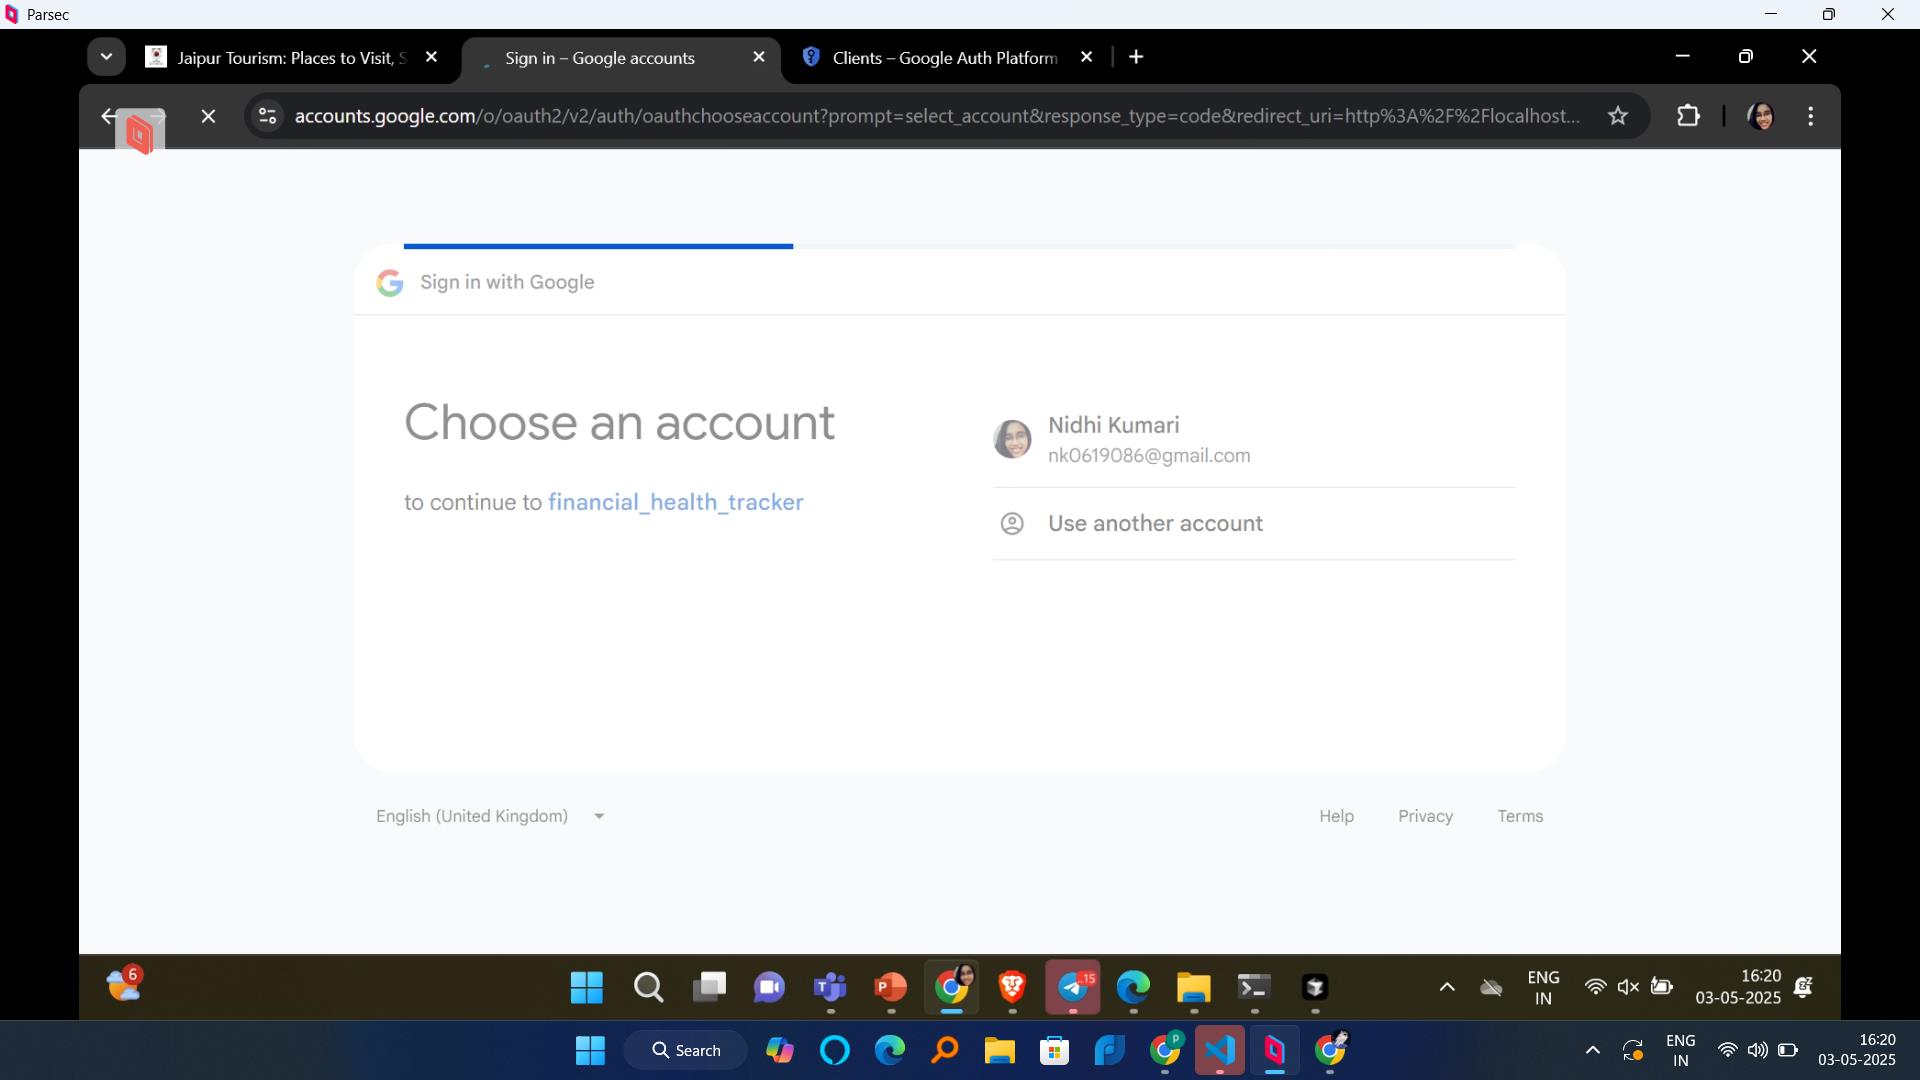 Parsec
Jaipur Tourism: Places to Visit, S
Sign in – Google accounts
Clients – Google Auth Platform
accounts.google.com/o/oauth2/v2/auth/oauthchooseaccount?prompt=select_account&response_type=code&redirect_uri=http%3A%2F%2Flocalhost...
Sign in with Google
Choose an account
to continue to financial_health_tracker
Nidhi Kumari
nk0619086@gmail.com
Use another account
English (United Kingdom)
Help Privacy Terms
6
15
ENG
IN
16:20
03-05-2025
Search
P
ENG
IN
16:20
03-05-2025